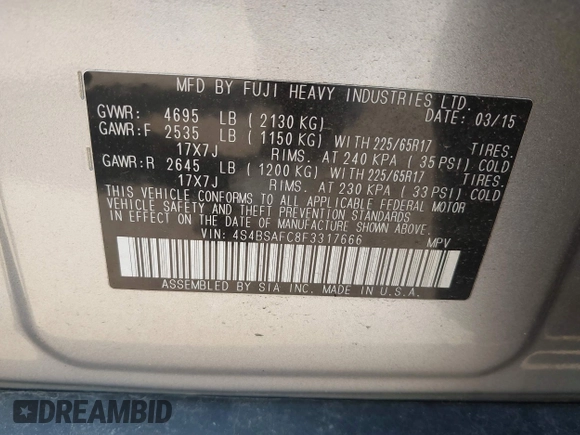 MFD BY FUJI HEAVY INDUSTRIES LTD.
GVWR: 4695 LB ( 2130 KG) DATE: 03/15
GAWR:F 2535 LB ( 1150 KG) WITH 225/65R17 TIRES.
17X7J RIMS. AT 240 KPA ( 35 PSI) COLD
GAWR:R 2645 LB ( 1200 KG) WITH 225/65R17 TIRES.
17X7J RIMS. AT 230 KPA ( 33 PSI) COLD
THIS VEHICLE CONFORMS TO ALL APPLICABLE FEDERAL MOTOR
VEHICLE SAFETY AND THEFT PREVENTION STANDARDS
IN EFFECT ON THE DATE OF MANUFACTURE SHOWN ABOVE.
VIN: 4S4BSAFC8F3317666 MPV
ASSEMBLED BY SIA INC. MADE IN U.S.A.
DREAMBID